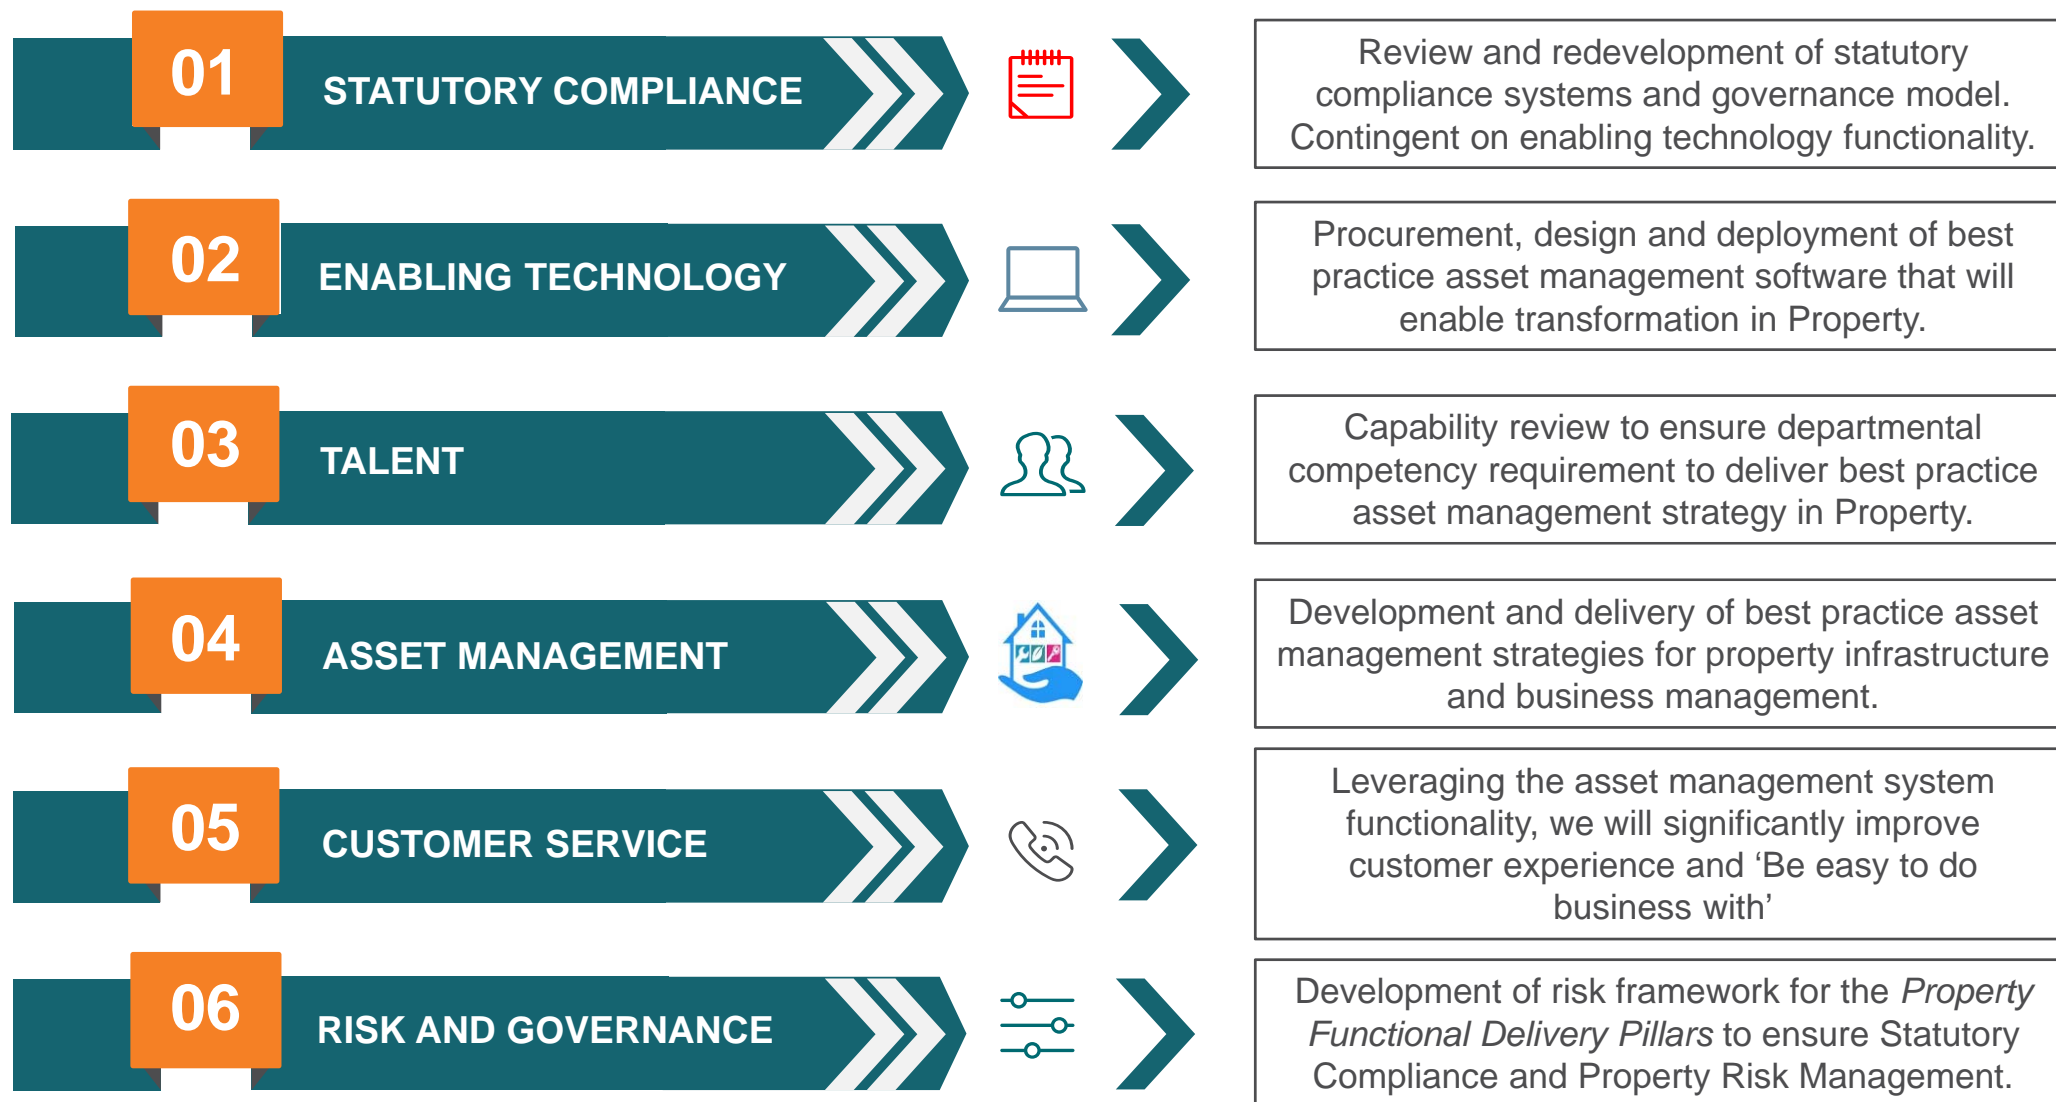 01
STATUTORY COMPLIANCE
Review and redevelopment of statutory
compliance systems and governance model.
Contingent on enabling technology functionality.
02
ENABLING TECHNOLOGY
Procurement, design and deployment of best
practice asset management software that will
enable transformation in Property.
03
TALENT
Capability review to ensure departmental
competency requirement to deliver best practice
asset management strategy in Property.
04
ASSET MANAGEMENT
Development and delivery of best practice asset
management strategies for property infrastructure
and business management.
05
CUSTOMER SERVICE
Leveraging the asset management system
functionality, we will significantly improve
customer experience and ‘Be easy to do
business with’
06
RISK AND GOVERNANCE
Development of risk framework for the Property
Functional Delivery Pillars to ensure Statutory
Compliance and Property Risk Management.